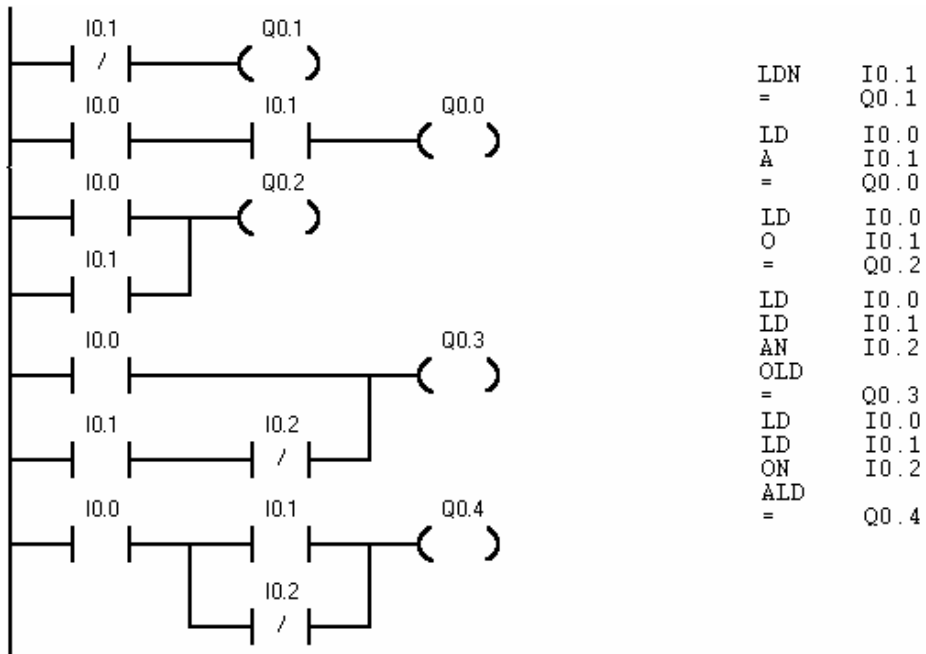 I0.1 Q0.1
/
I0.0 I0.1 Q0.0
I0.0 Q0.2
I0.1
I0.0 Q0.3
I0.1 I0.2
/
I0.0 I0.1 Q0.4
I0.2
/
LDN I0.1
= Q0.1
LD I0.0
A I0.1
= Q0.0
LD I0.0
O I0.1
= Q0.2
LD I0.0
LD I0.1
AN I0.2
OLD
= Q0.3
LD I0.0
LD I0.1
ON I0.2
ALD
= Q0.4